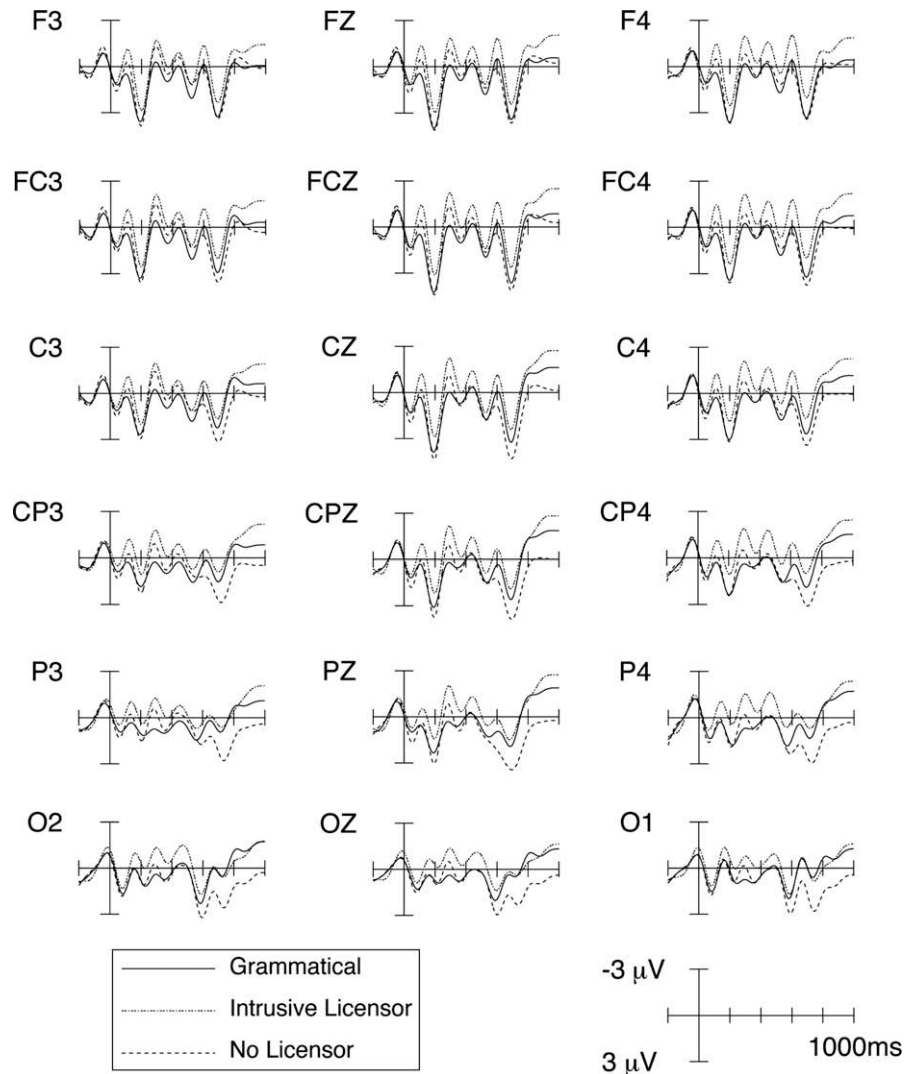 F3 FZ F4
FC3 FCZ FC4
C3 CZ C4
CP3 CPZ CP4
P3 PZ P4
O2 OZ O1
Grammatical
Intrusive Licensor
No Licensor
-3 μV
1000ms
3 μV